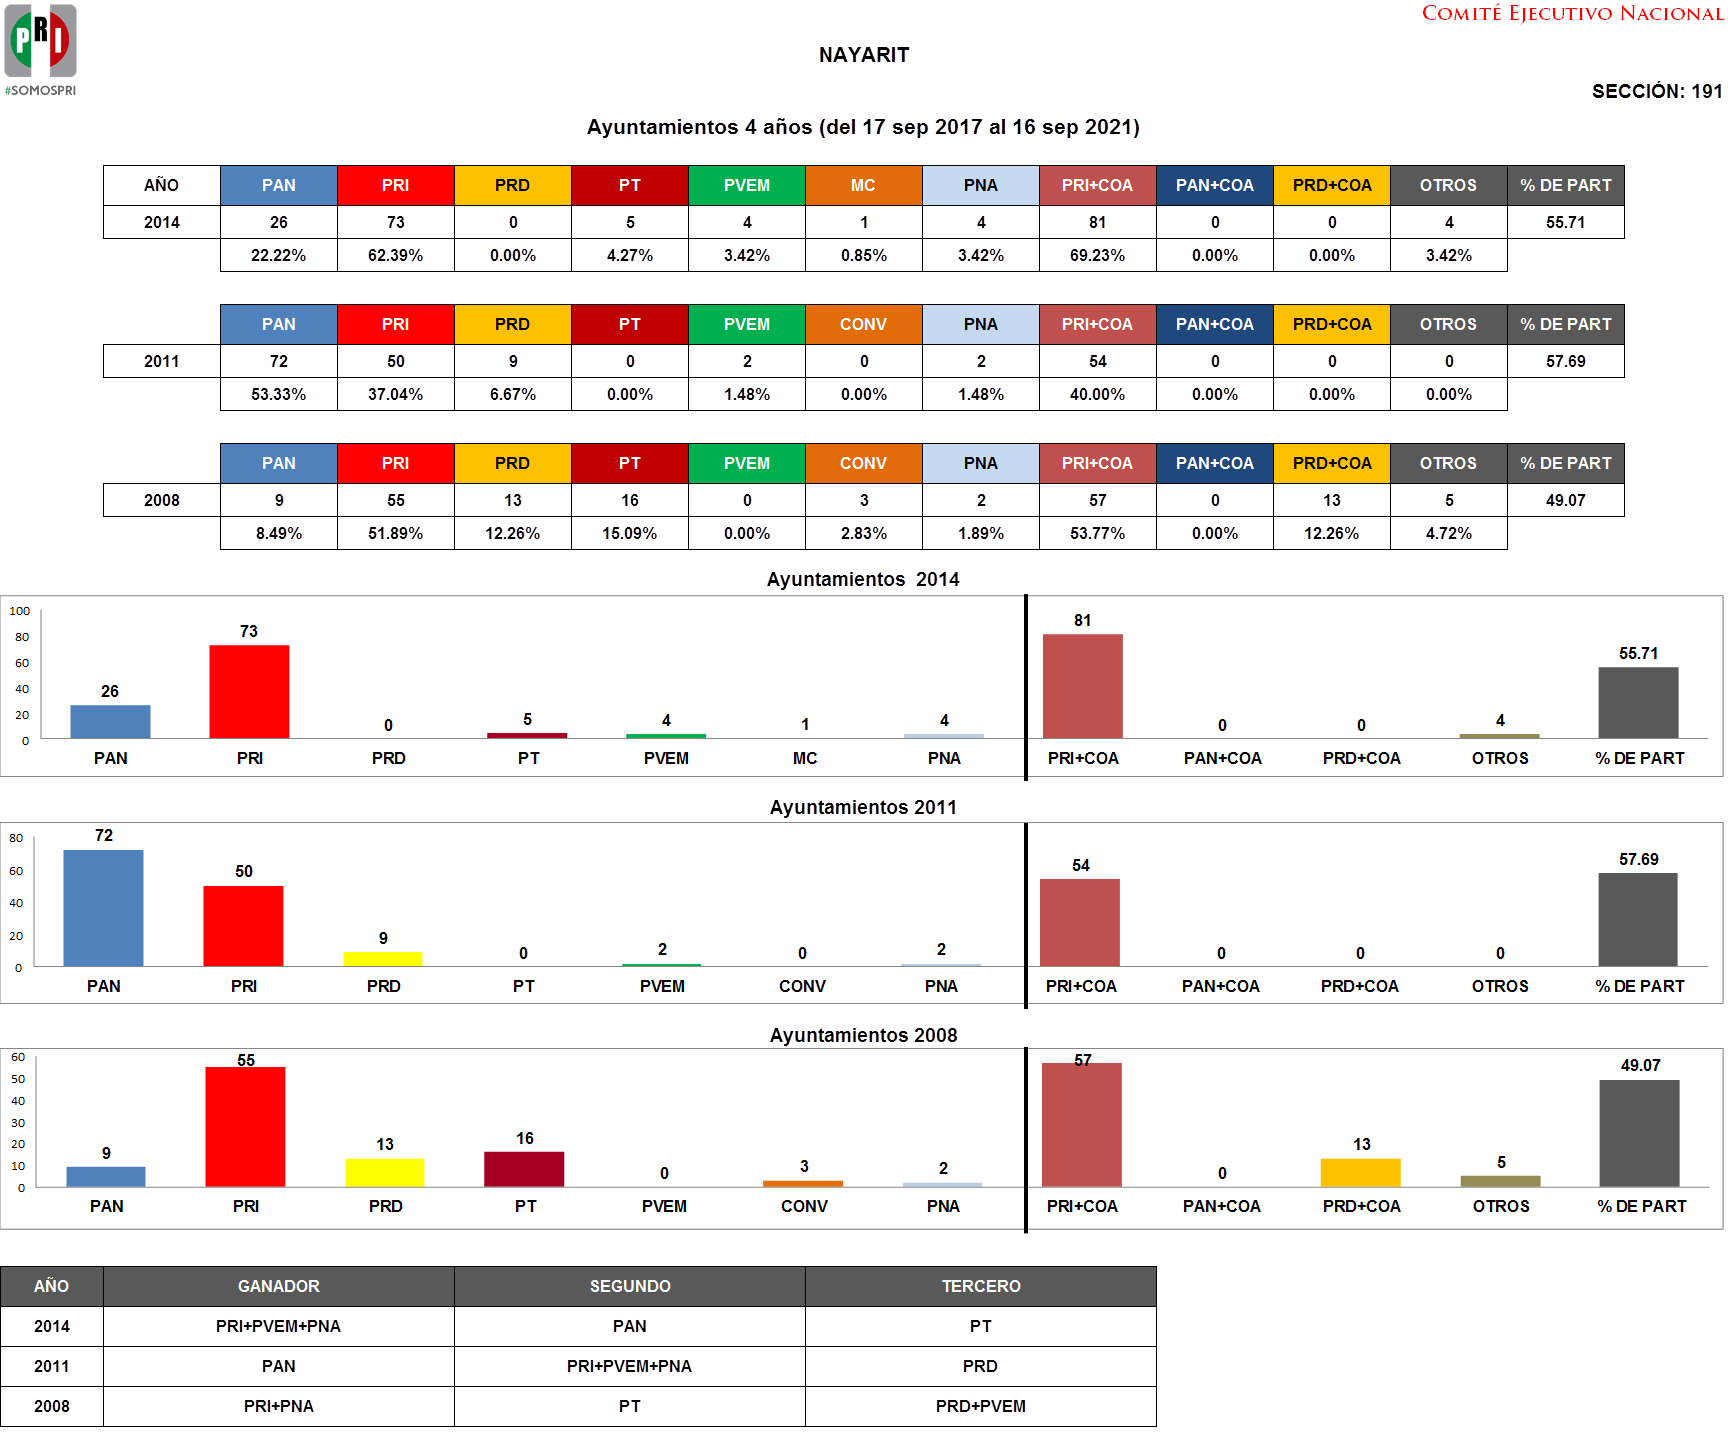 COMITÉ EJECUTIVO NACIONAL
PRI
#SOMOSPRI
NAYARIT
SECCIÓN: 191
Ayuntamientos 4 años (del 17 sep 2017 al 16 sep 2021)
AÑO PAN PRI PRD PT PVEM MC PNA PRI+COA PAN+COA PRD+COA OTROS % DE PART
2014 26 73 0 5 4 1 4 81 0 0 4 55.71
22.22% 62.39% 0.00% 4.27% 3.42% 0.85% 3.42% 69.23% 0.00% 0.00% 3.42%
PAN PRI PRD PT PVEM CONV PNA PRI+COA PAN+COA PRD+COA OTROS % DE PART
2011 72 50 9 0 2 0 2 54 0 0 0 57.69
53.33% 37.04% 6.67% 0.00% 1.48% 0.00% 1.48% 40.00% 0.00% 0.00% 0.00%
PAN PRI PRD PT PVEM CONV PNA PRI+COA PAN+COA PRD+COA OTROS % DE PART
2008 9 55 13 16 0 3 2 57 0 13 5 49.07
8.49% 51.89% 12.26% 15.09% 0.00% 2.83% 1.89% 53.77% 0.00% 12.26% 4.72%
Ayuntamientos 2014
100
80
60
40
20
0
26 73 0 5 4 1 4 81 0 0 4 55.71
PAN PRI PRD PT PVEM MC PNA PRI+COA PAN+COA PRD+COA OTROS % DE PART
Ayuntamientos 2011
80
60
40
20
0
72 50 9 0 2 0 2 54 0 0 0 57.69
PAN PRI PRD PT PVEM CONV PNA PRI+COA PAN+COA PRD+COA OTROS % DE PART
Ayuntamientos 2008
60
50
40
30
20
10
0
9 55 13 16 0 3 2 57 0 13 5 49.07
PAN PRI PRD PT PVEM CONV PNA PRI+COA PAN+COA PRD+COA OTROS % DE PART
AÑO GANADOR SEGUNDO TERCERO
2014 PRI+PVEM+PNA PAN PT
2011 PAN PRI+PVEM+PNA PRD
2008 PRI+PNA PT PRD+PVEM